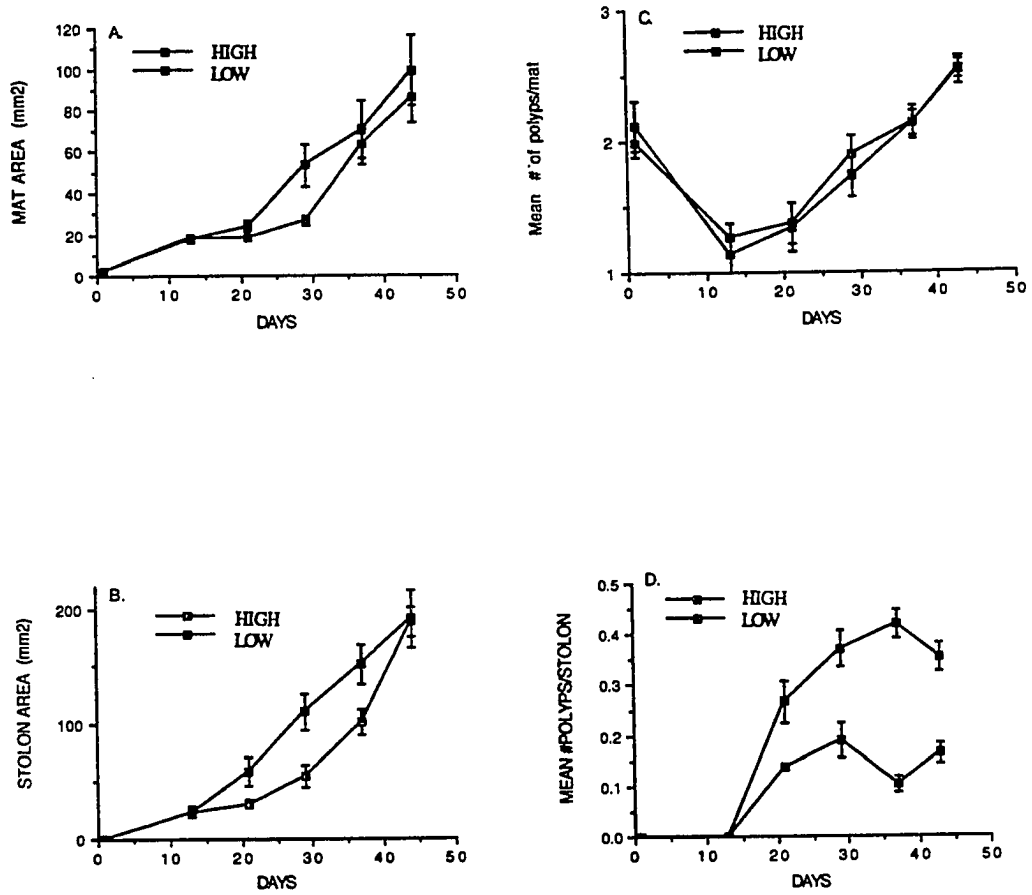 A.
HIGH
LOW
MAT AREA (mm2)
120
100
80
60
40
20
0
0 10 20 30 40 50
DAYS
C.
HIGH
LOW
Mean # of polyps/mat
3
2
1
0 10 20 30 40 50
DAYS
B.
HIGH
LOW
STOLON AREA (mm2)
200
100
0
0 10 20 30 40 50
DAYS
D.
HIGH
LOW
MEAN #POLYPS/STOLON
0.5
0.4
0.3
0.2
0.1
0.0
0 10 20 30 40 50
DAYS